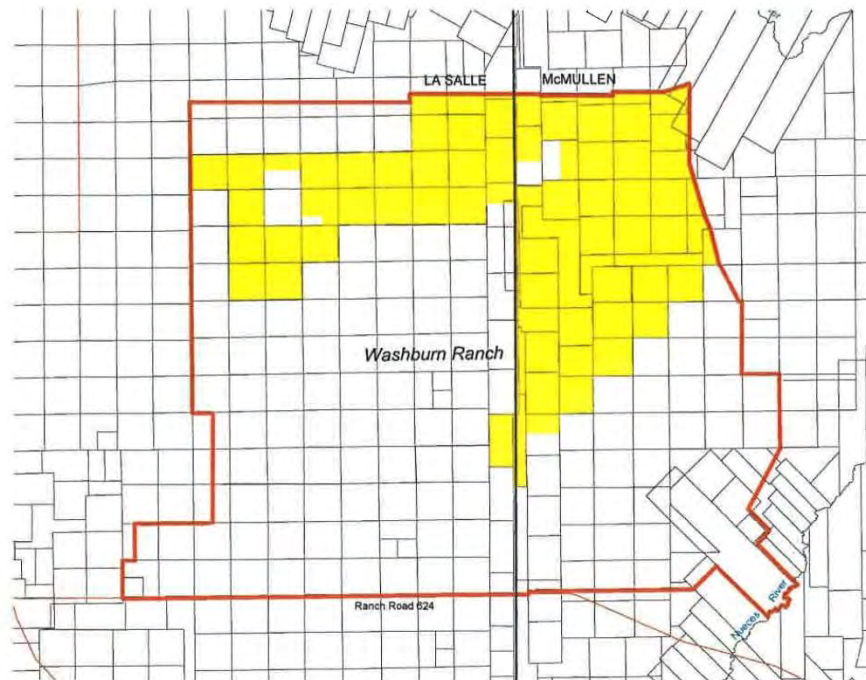 LA SALLE
McMULLEN
Washburn Ranch
Ranch Road 624
Nueces River